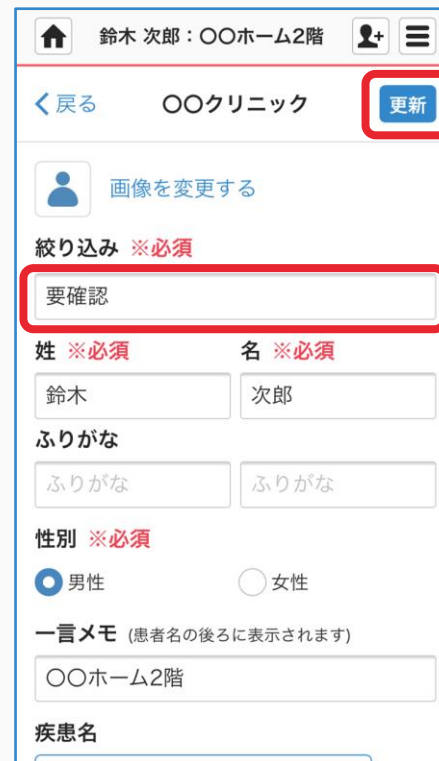 鈴木 次郎：〇〇ホーム2階
戻る 〇〇クリニック 更新
画像を変更する
絞り込み ※必須
要確認
姓 ※必須 名 ※必須
鈴木 次郎
ふりがな
ふりがな ふりがな
性別 ※必須
男性 女性
一言メモ (患者名の後ろに表示されます)
〇〇ホーム2階
疾患名